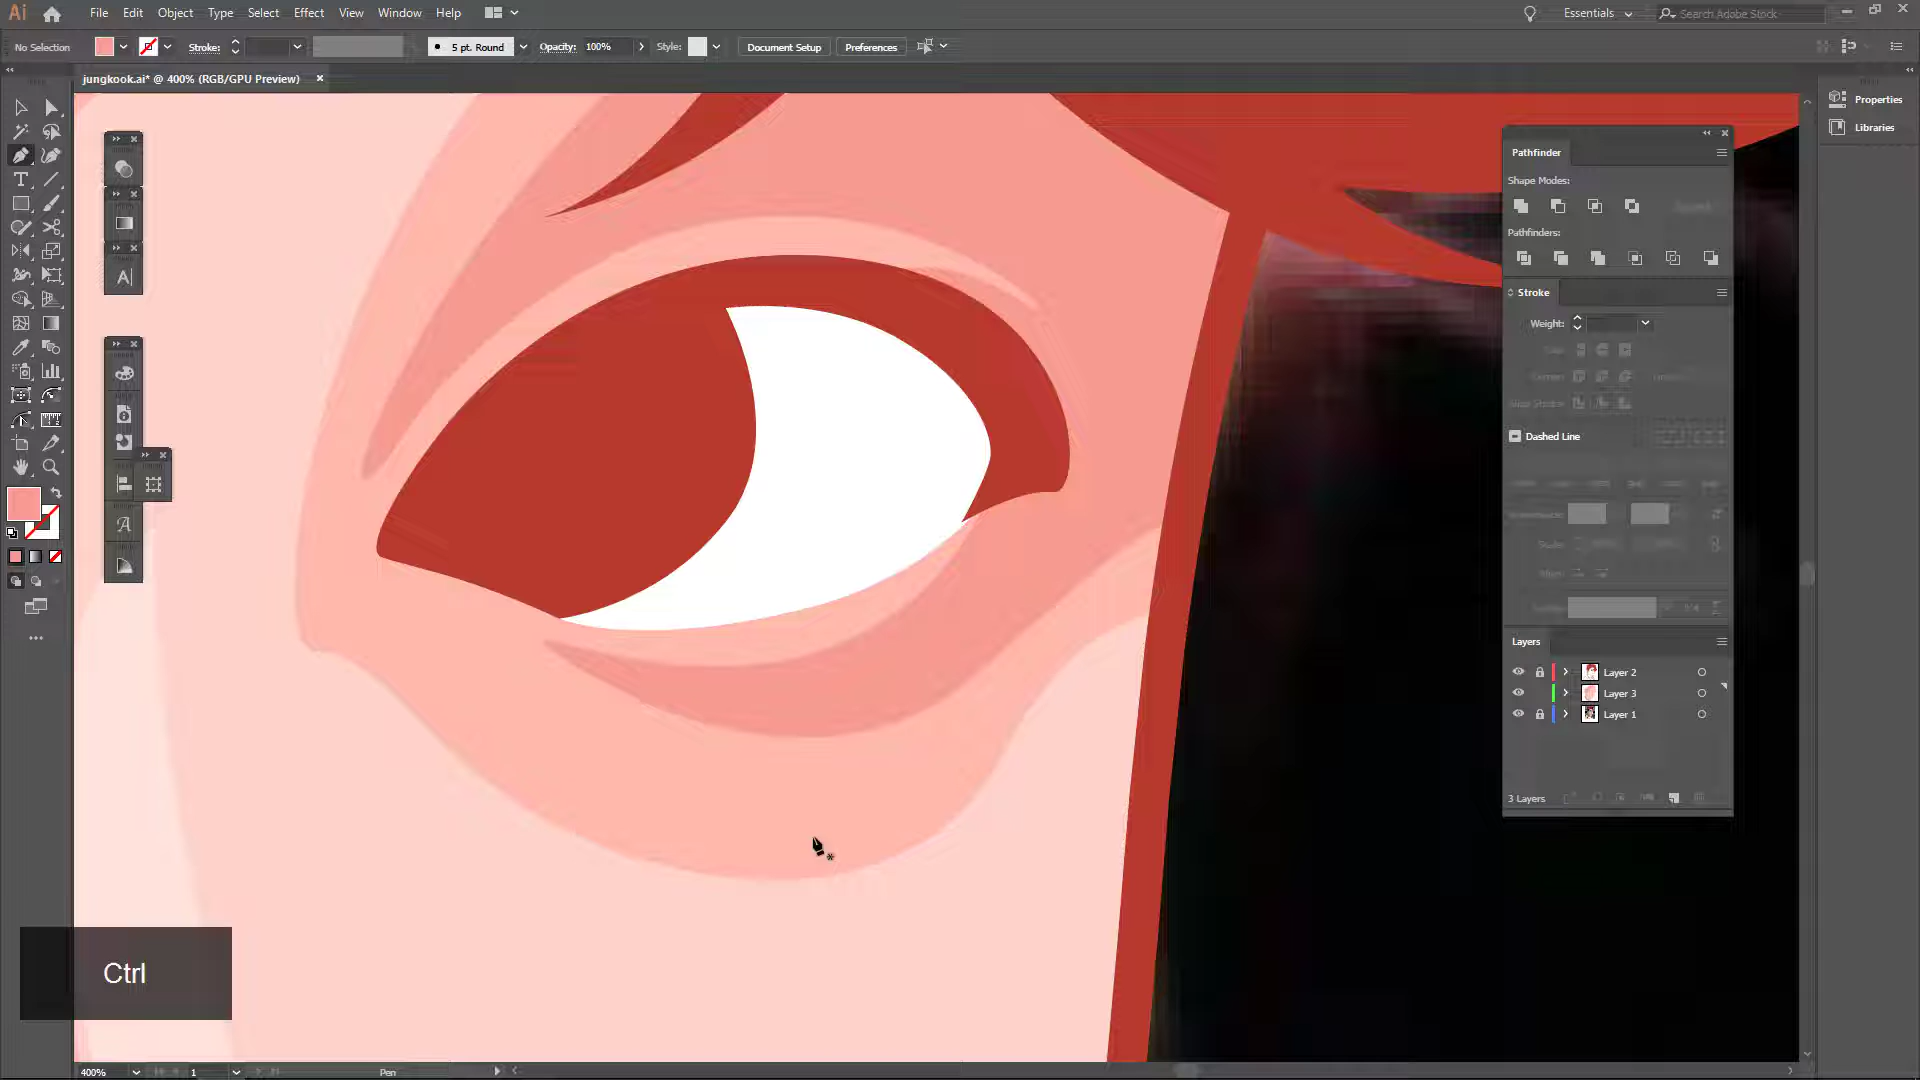 Ai File Edit Object Type Select Effect View Window Help Essentials Search Adobe Stock
No Selection Stroke: 5 pt. Round Opacity: 100% Style: Document Setup Preferences
jungkook.ai* @ 400% (RGB/GPU Preview)
Properties
Libraries
Pathfinder
Shape Modes:
Pathfinders:
Stroke
Weight:
Dashed Line
Layers
Layer 2
Layer 3
Layer 1
3 Layers
Ctrl
400% 1 Pen